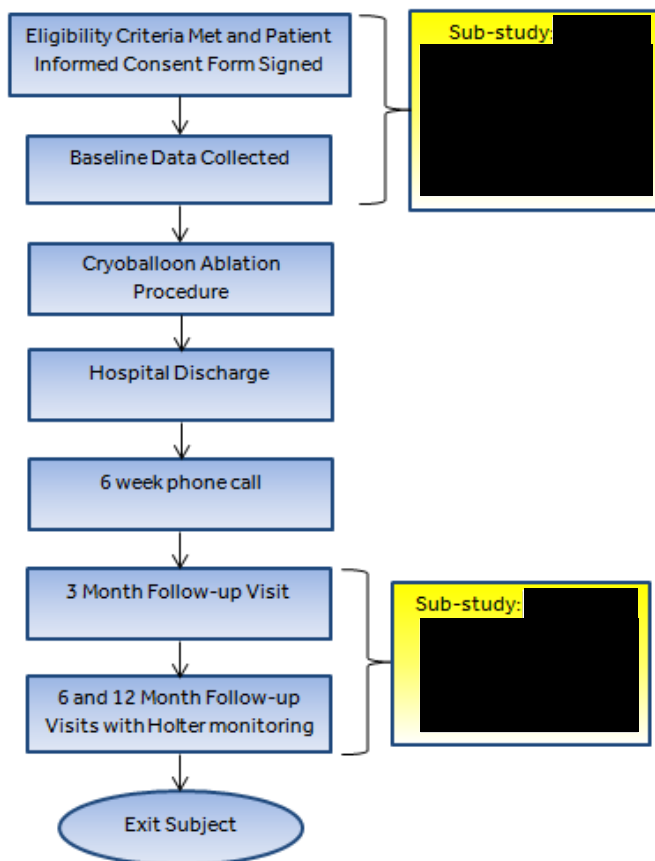 Eligibility Criteria Met and Patient
Informed Consent Form Signed
Sub-study:
Baseline Data Collected
Cryoballoon Ablation
Procedure
Hospital Discharge
6 week phone call
3 Month Follow-up Visit
Sub-study:
6 and 12 Month Follow-up
Visits with Holter monitoring
Exit Subject